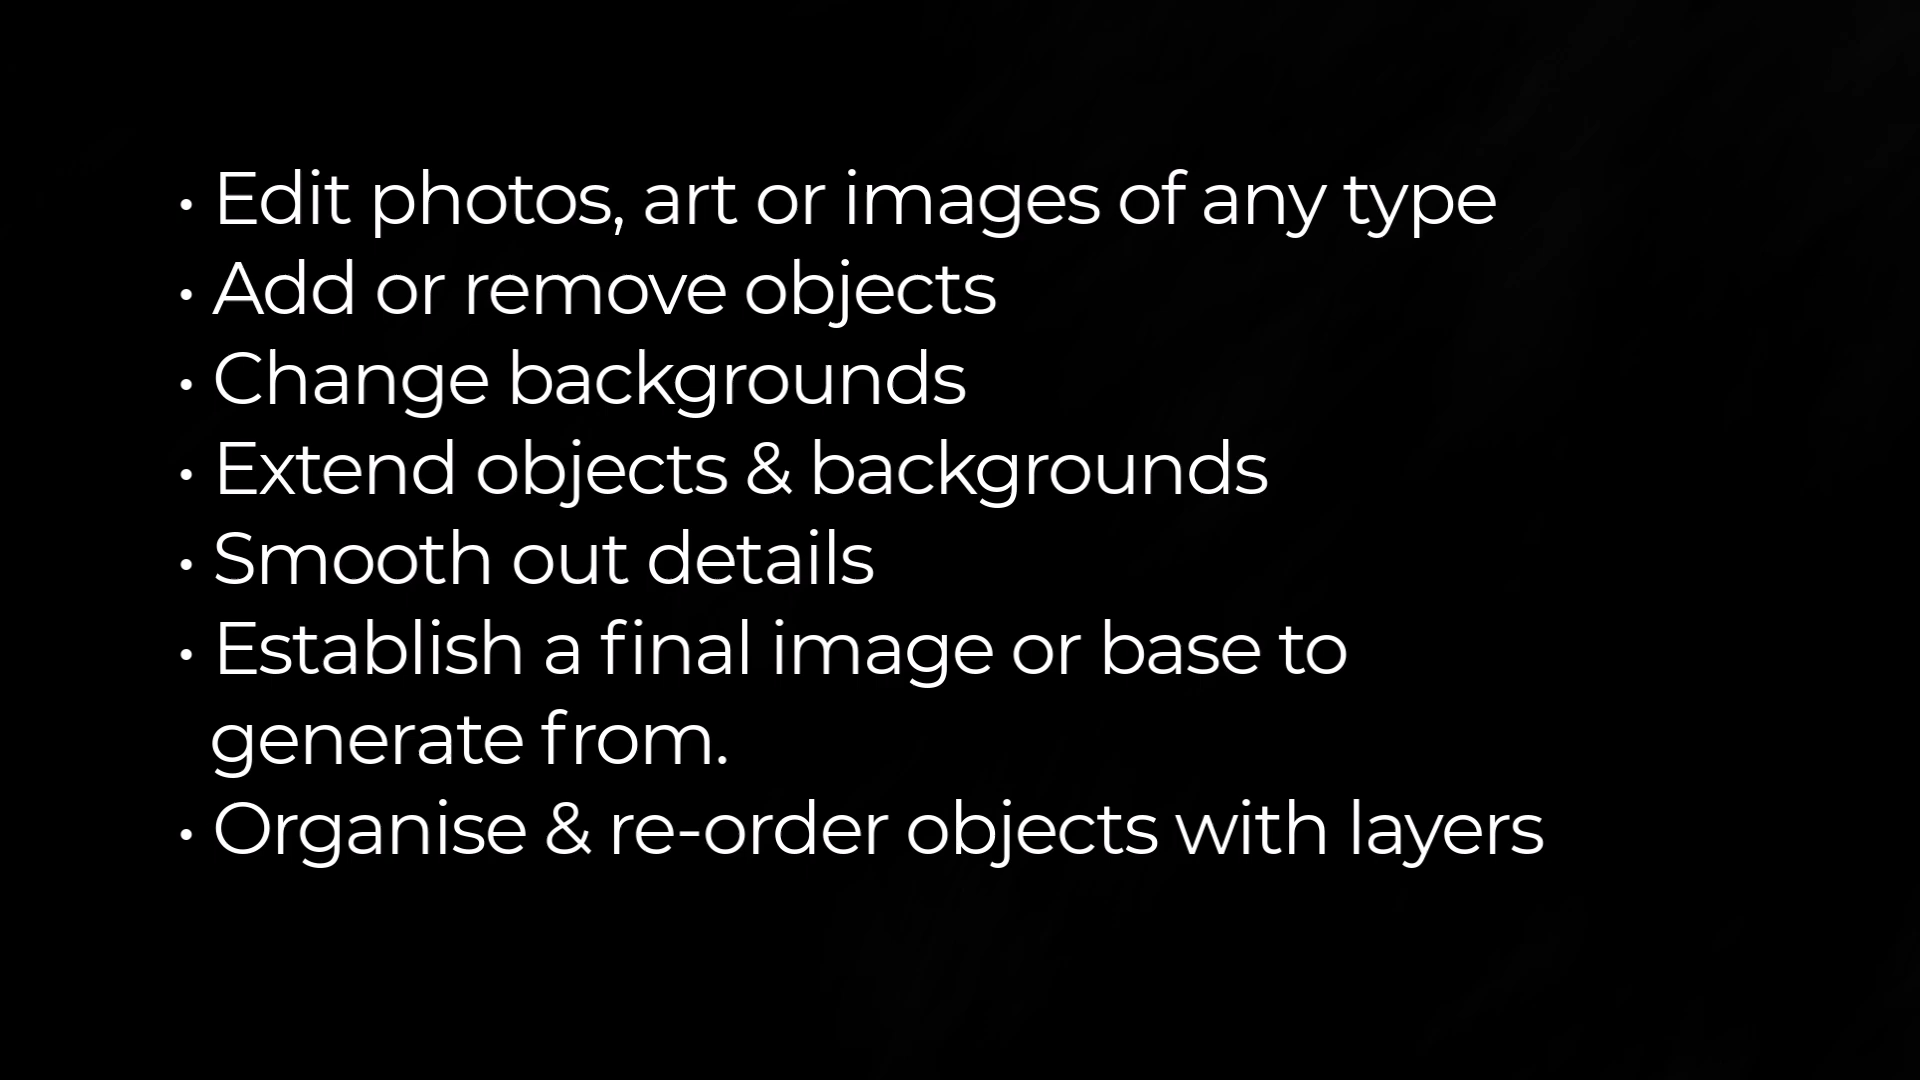 • Edit photos, art or images of any type
• Add or remove objects
• Change backgrounds
• Extend objects & backgrounds
• Smooth out details
• Establish a final image or base to
generate from.
• Organise & re-order objects with layers